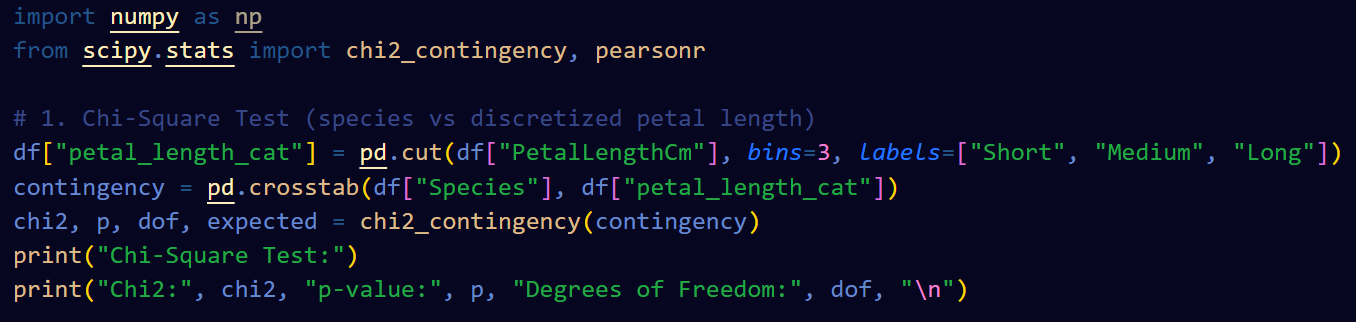 import numpy as np
from scipy.stats import chi2_contingency, pearsonr
# 1. Chi-Square Test (species vs discretized petal length)
df["petal_length_cat"] = pd.cut(df["PetalLengthCm"], bins=3, labels=["Short", "Medium", "Long"])
contingency = pd.crosstab(df["Species"], df["petal_length_cat"])
chi2, p, dof, expected = chi2_contingency(contingency)
print("Chi-Square Test:")
print("Chi2:", chi2, "p-value:", p, "Degrees of Freedom:", dof, "\n")